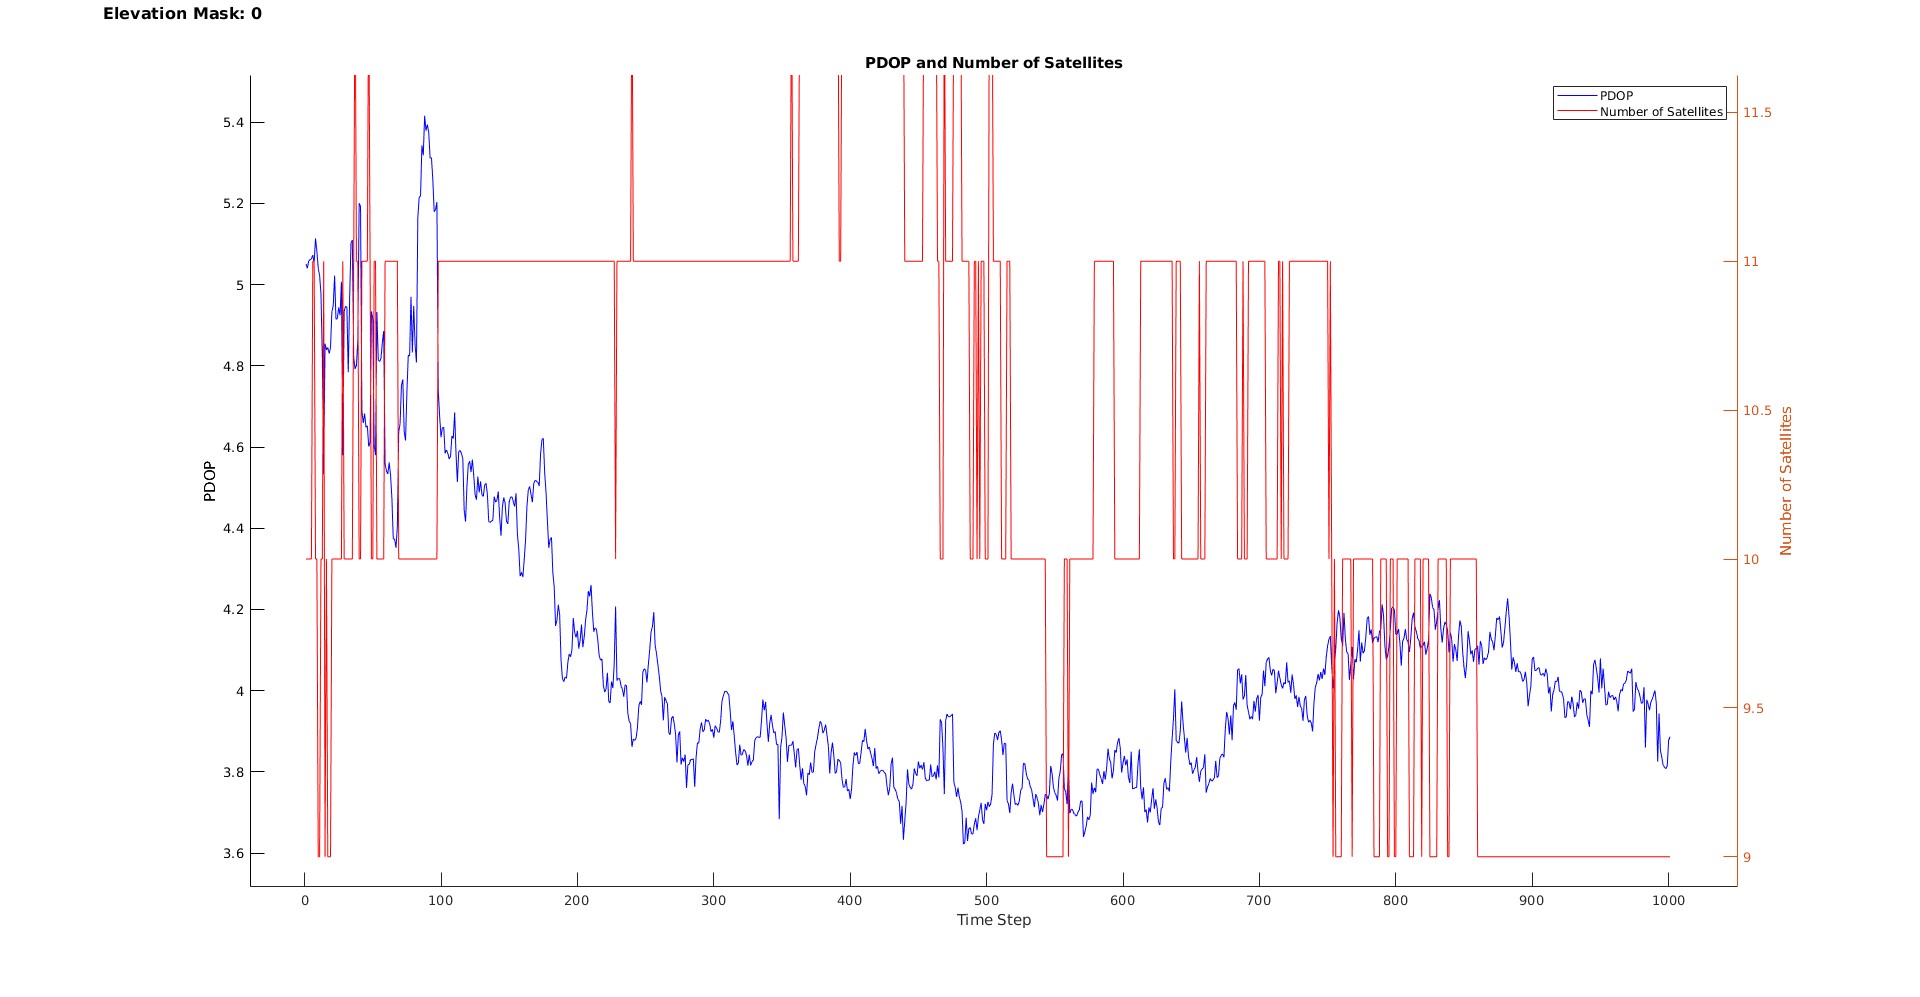 Elevation Mask: 0
PDOP and Number of Satellites
PDOP
Number of Satellites
5.4
5.2
5
4.8
4.6
4.4
4.2
4
3.8
3.6
PDOP
11.5
11
10.5
10
9.5
9
Number of Satellites
0 100 200 300 400 500 600 700 800 900 1000
Time Step